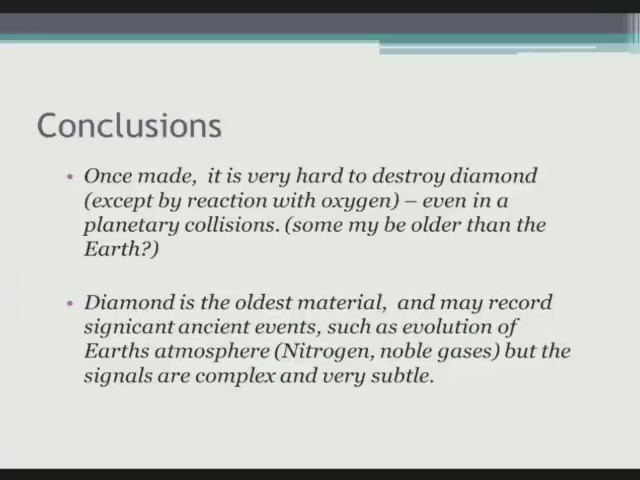 Conclusions
• Once made, it is very hard to destroy diamond
(except by reaction with oxygen) – even in a
planetary collisions. (some my be older than the
Earth?)
• Diamond is the oldest material, and may record
signicant ancient events, such as evolution of
Earths atmosphere (Nitrogen, noble gases) but the
signals are complex and very subtle.